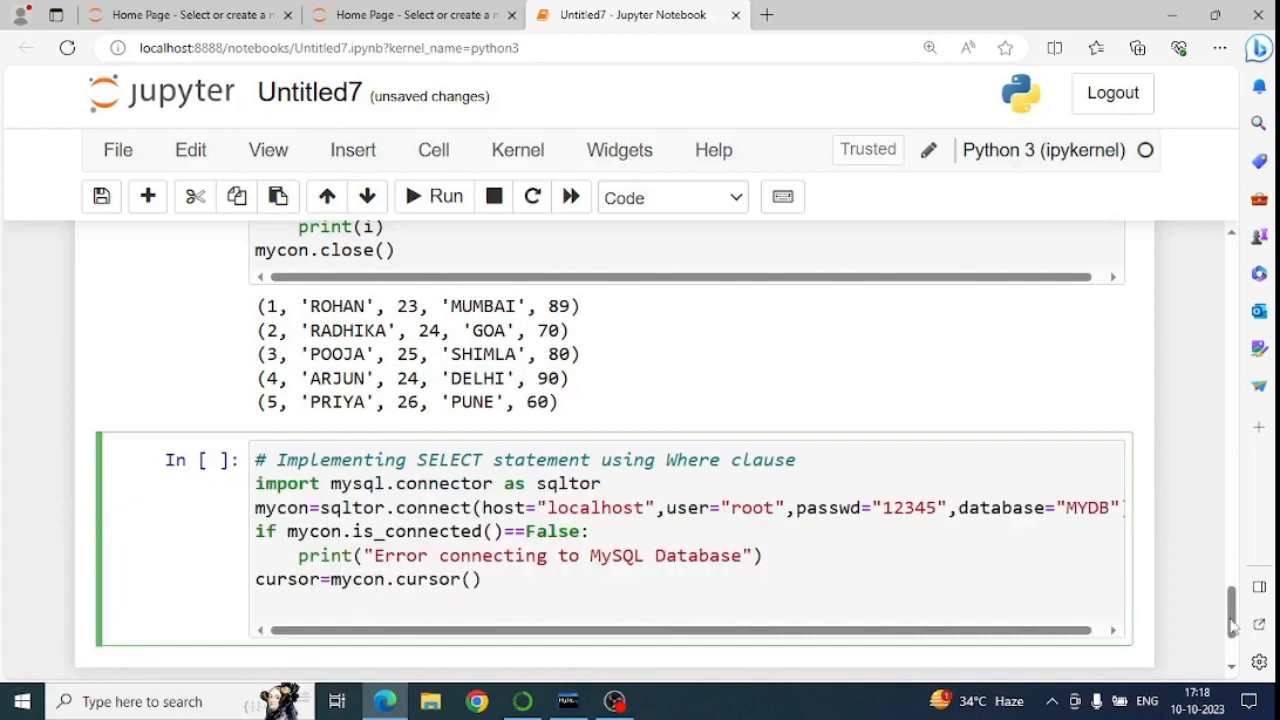 Home Page - Select or create a n
Home Page - Select or create a n
Untitled7 - Jupyter Notebook
localhost:8888/notebooks/Untitled7.ipynb?kernel_name=python3
jupyter Untitled7 (unsaved changes)
Logout
File Edit View Insert Cell Kernel Widgets Help Trusted Python 3 (ipykernel)
Run Code
print(i)
mycon.close()
(1, 'ROHAN', 23, 'MUMBAI', 89)
(2, 'RADHIKA', 24, 'GOA', 70)
(3, 'POOJA', 25, 'SHIMLA', 80)
(4, 'ARJUN', 24, 'DELHI', 90)
(5, 'PRIYA', 26, 'PUNE', 60)
In [ ]: # Implementing SELECT statement using Where clause
import mysql.connector as sqltor
mycon=sqltor.connect(host="localhost",user="root",passwd="12345",database="MYDB")
if mycon.is_connected()==False:
print("Error connecting to MySQL Database")
cursor=mycon.cursor()
Type here to search
34°C Haze
ENG
17:18
10-10-2023